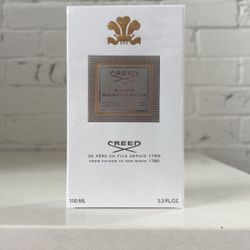 CREED
CREED
DE PÈRE EN FILS DEPUIS 1760
FROM FATHER TO SON SINCE 1760
100 ML 3.3 FL.OZ.